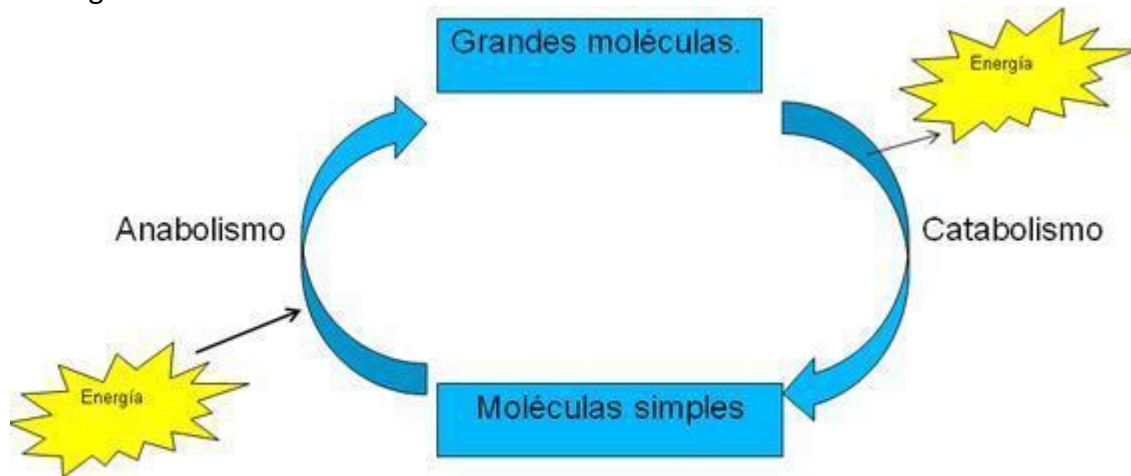 Grandes moléculas.
Energía
Anabolismo
Catabolismo
Energía
Moléculas simples